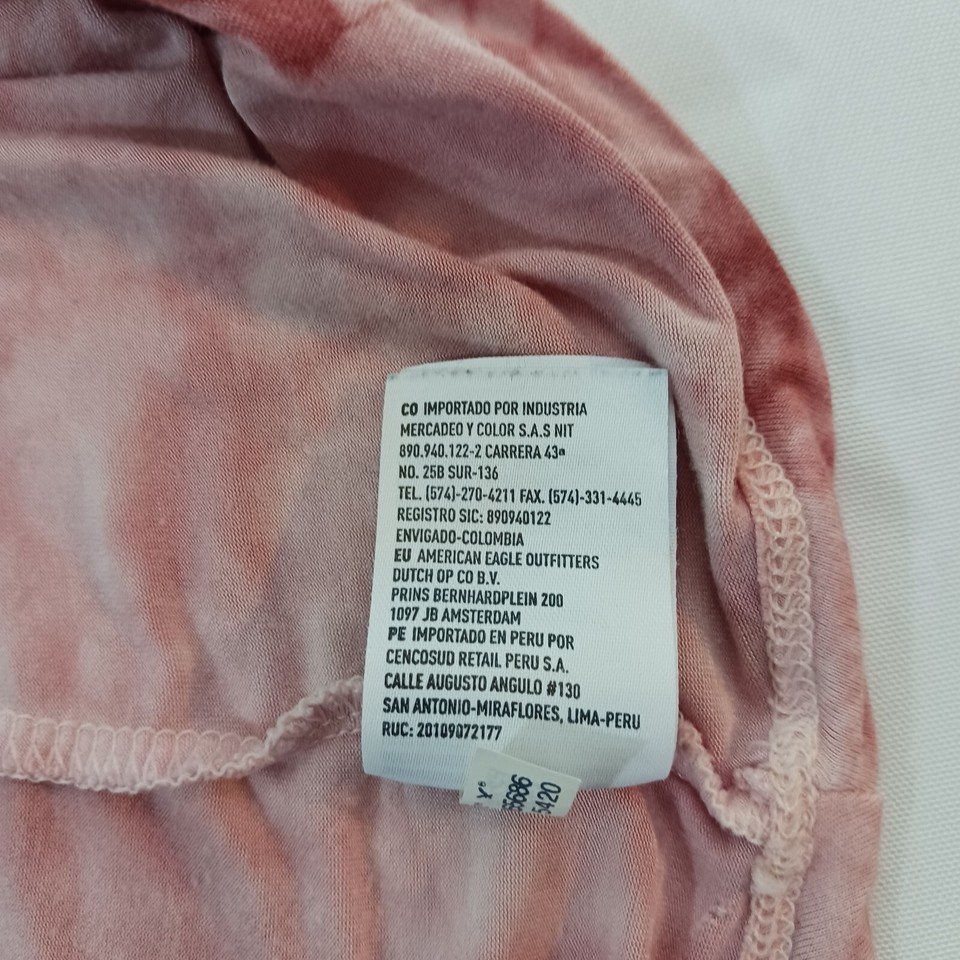 CO IMPORTADO POR INDUSTRIA
MERCADEO Y COLOR S.A.S NIT
890.940.122-2 CARRERA 43ª
NO. 25B SUR-136
TEL. (574)-270-4211 FAX. (574)-331-4445
REGISTRO SIC: 890940122
ENVIGADO-COLOMBIA
EU AMERICAN EAGLE OUTFITTERS
DUTCH OP CO B.V.
PRINS BERNHARDPLEIN 200
1097 JB AMSTERDAM
PE IMPORTADO EN PERU POR
CENCOSUD RETAIL PERU S.A.
CALLE AUGUSTO ANGULO #130
SAN ANTONIO-MIRAFLORES, LIMA-PERU
RUC: 20109072177